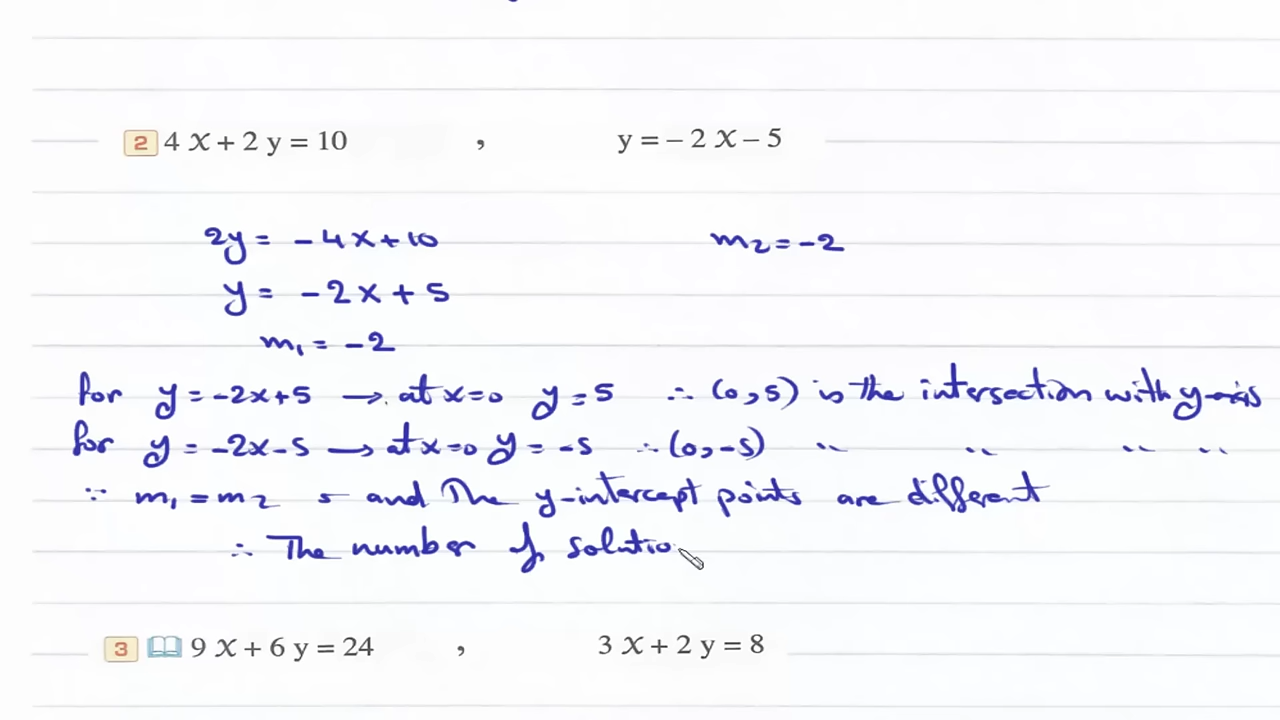 2 4 x + 2 y = 10 , y = – 2 x – 5
2y = -4x+10 m2 = -2
y = -2x + 5
m1 = -2
for y = -2x+5 → at x=0 y = 5 ∴ (0,5) is the intersection with y-axis
for y = -2x-5 → at x=0 y = -5 ∴ (0,-5) " " " "
∵ m1 = m2 , and The y-intercept points are different
∴ The number of solutio
3 9 x + 6 y = 24 , 3 x + 2 y = 8